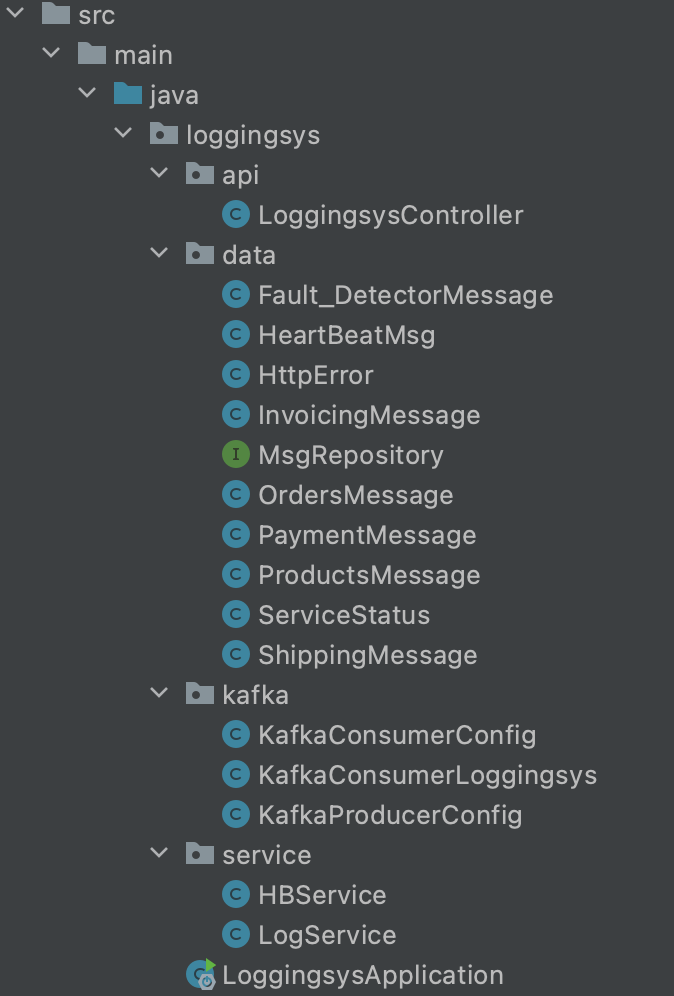 src
main
java
loggingsys
api
C LoggingsysController
data
C Fault_DetectorMessage
C HeartBeatMsg
C HttpError
C InvoicingMessage
I MsgRepository
C OrdersMessage
C PaymentMessage
C ProductsMessage
C ServiceStatus
C ShippingMessage
kafka
C KafkaConsumerConfig
C KafkaConsumerLoggingsys
C KafkaProducerConfig
service
C HBService
C LogService
C LoggingsysApplication